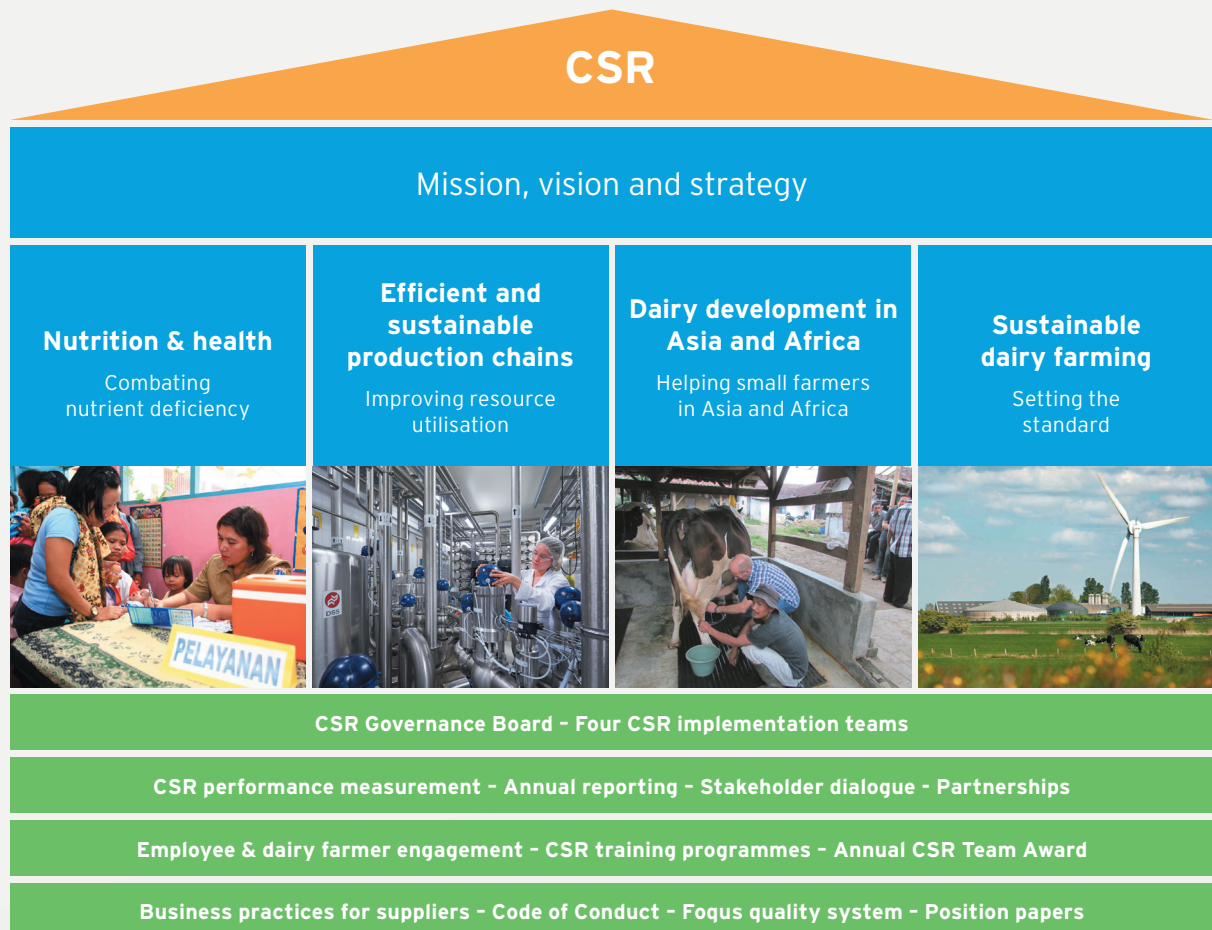 CSR
Mission, vision and strategy
Nutrition & health
Combating
nutrient deficiency
Efficient and
sustainable
production chains
Improving resource
utilisation
Dairy development in
Asia and Africa
Helping small farmers
in Asia and Africa
Sustainable
dairy farming
Setting the
standard
DSS
PELAYANAN
CSR Governance Board – Four CSR implementation teams
CSR performance measurement – Annual reporting – Stakeholder dialogue - Partnerships
Employee & dairy farmer engagement – CSR training programmes – Annual CSR Team Award
Business practices for suppliers – Code of Conduct – Foqus quality system – Position papers